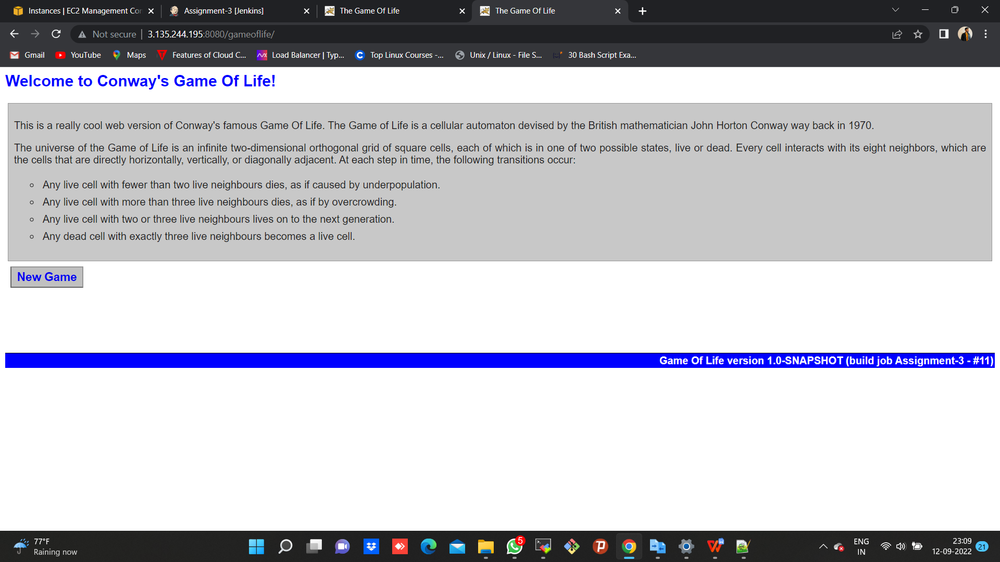 Instances | EC2 Management Con
Assignment-3 [Jenkins]
The Game Of Life
The Game Of Life
Not secure
3.135.244.195:8080/gameoflife/
Gmail
YouTube
Maps
Features of Cloud C...
Load Balancer | Typ...
Top Linux Courses -...
Unix / Linux - File S...
30 Bash Script Exa...
Welcome to Conway's Game Of Life!
This is a really cool web version of Conway's famous Game Of Life. The Game of Life is a cellular automaton devised by the British mathematician John Horton Conway way back in 1970.
The universe of the Game of Life is an infinite two-dimensional orthogonal grid of square cells, each of which is in one of two possible states, live or dead. Every cell interacts with its eight neighbors, which are
the cells that are directly horizontally, vertically, or diagonally adjacent. At each step in time, the following transitions occur:
Any live cell with fewer than two live neighbours dies, as if caused by underpopulation.
Any live cell with more than three live neighbours dies, as if by overcrowding.
Any live cell with two or three live neighbours lives on to the next generation.
Any dead cell with exactly three live neighbours becomes a live cell.
New Game
Game Of Life version 1.0-SNAPSHOT (build job Assignment-3 - #11)
77°F
Raining now
5
ENG
IN
23:09
12-09-2022
21